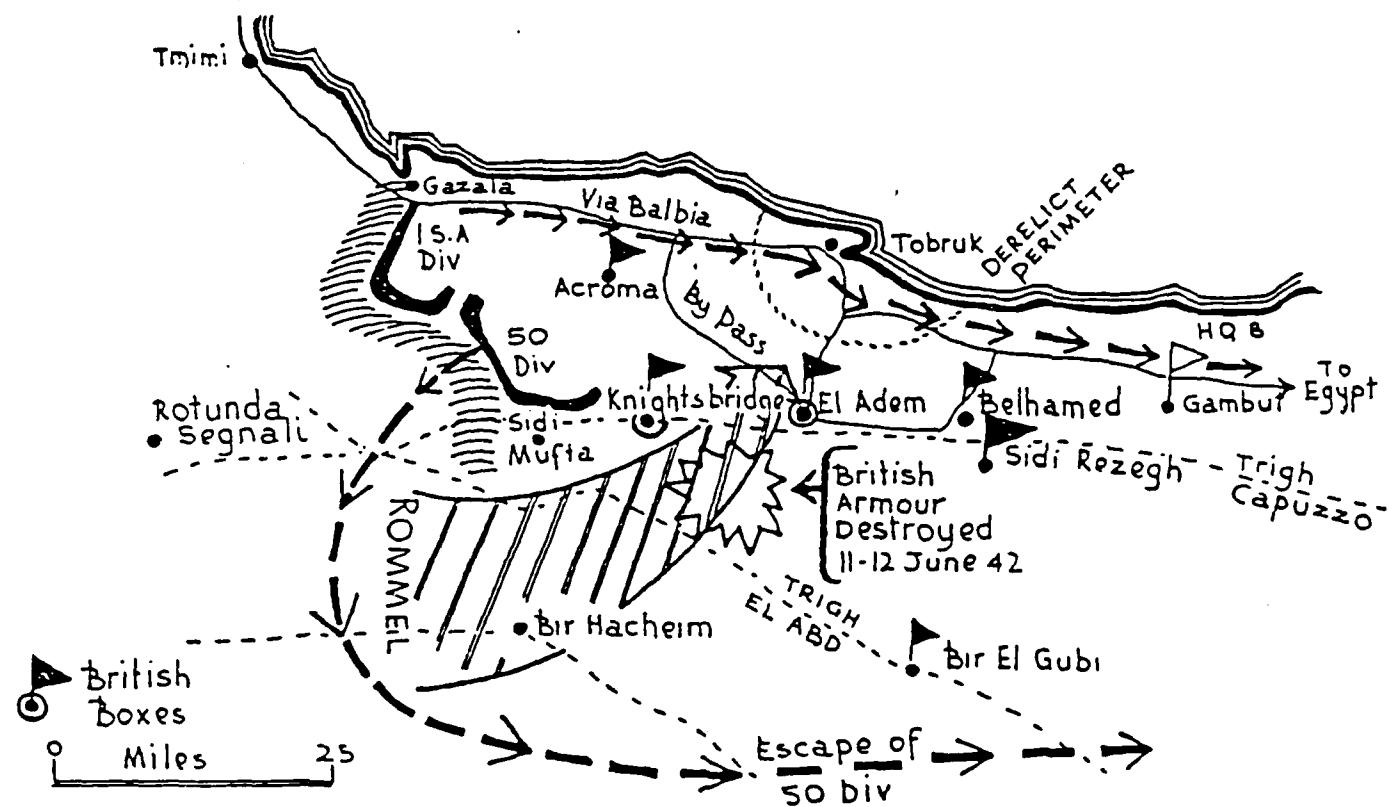 Tmimi
Gazala
Via Balbia
Tobruk
DERELICT
PERIMETER
1 S.A
Div
Acroma
By Pass
HQ 8
50
Div
To
Egypt
Rotunda
Segnali
Sidi
Mufta
Knightsbridge
El Adem
Belhamed
Gambut
Sidi Rezegh
Trigh
Capuzzo
ROMMEL
British
Armour
Destroyed
11-12 June 42
TRIGH
EL ABD
Bir Hacheim
Bir El Gubi
British
Boxes
0 Miles 25
Escape of
50 Div